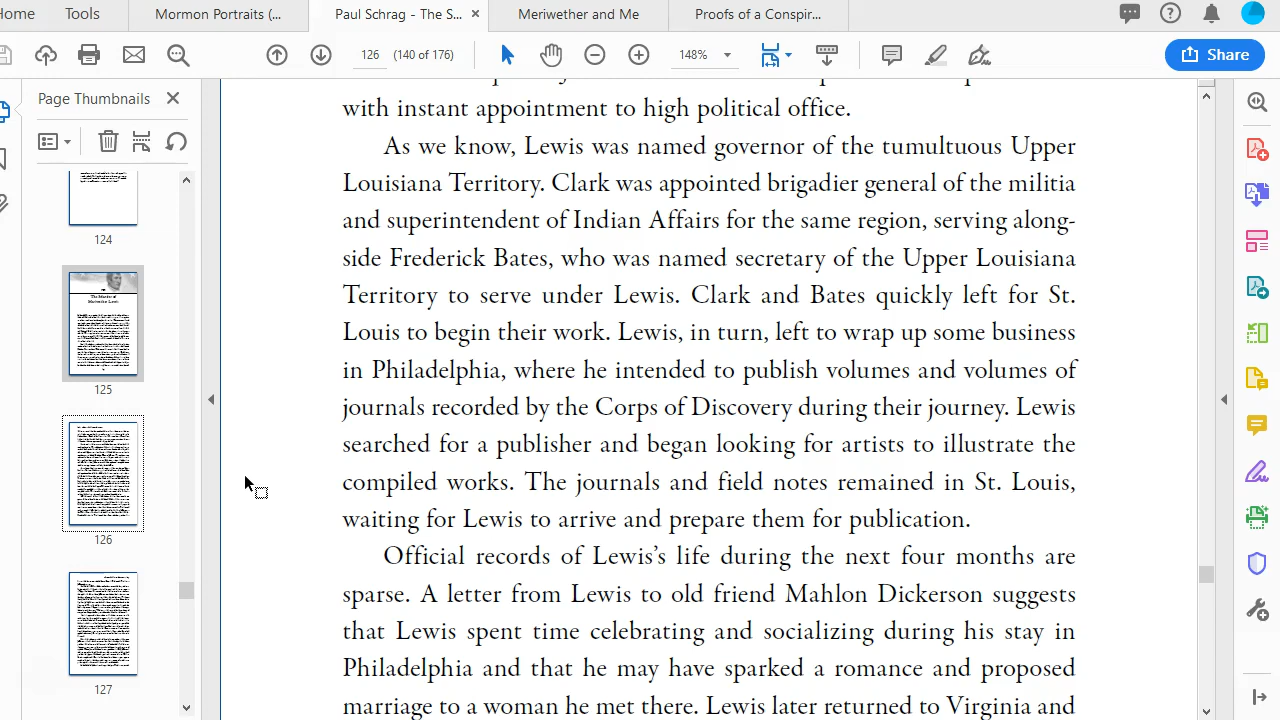 Home
Tools
Mormon Portraits (...
Paul Schrag - The S...
Meriwether and Me
Proofs of a Conspir...
126 (140 of 176)
148%
Share
Page Thumbnails
124
125
126
127
with instant appointment to high political office.
As we know, Lewis was named governor of the tumultuous Upper
Louisiana Territory. Clark was appointed brigadier general of the militia
and superintendent of Indian Affairs for the same region, serving along-
side Frederick Bates, who was named secretary of the Upper Louisiana
Territory to serve under Lewis. Clark and Bates quickly left for St.
Louis to begin their work. Lewis, in turn, left to wrap up some business
in Philadelphia, where he intended to publish volumes and volumes of
journals recorded by the Corps of Discovery during their journey. Lewis
searched for a publisher and began looking for artists to illustrate the
compiled works. The journals and field notes remained in St. Louis,
waiting for Lewis to arrive and prepare them for publication.
Official records of Lewis’s life during the next four months are
sparse. A letter from Lewis to old friend Mahlon Dickerson suggests
that Lewis spent time celebrating and socializing during his stay in
Philadelphia and that he may have sparked a romance and proposed
marriage to a woman he met there. Lewis later returned to Virginia and